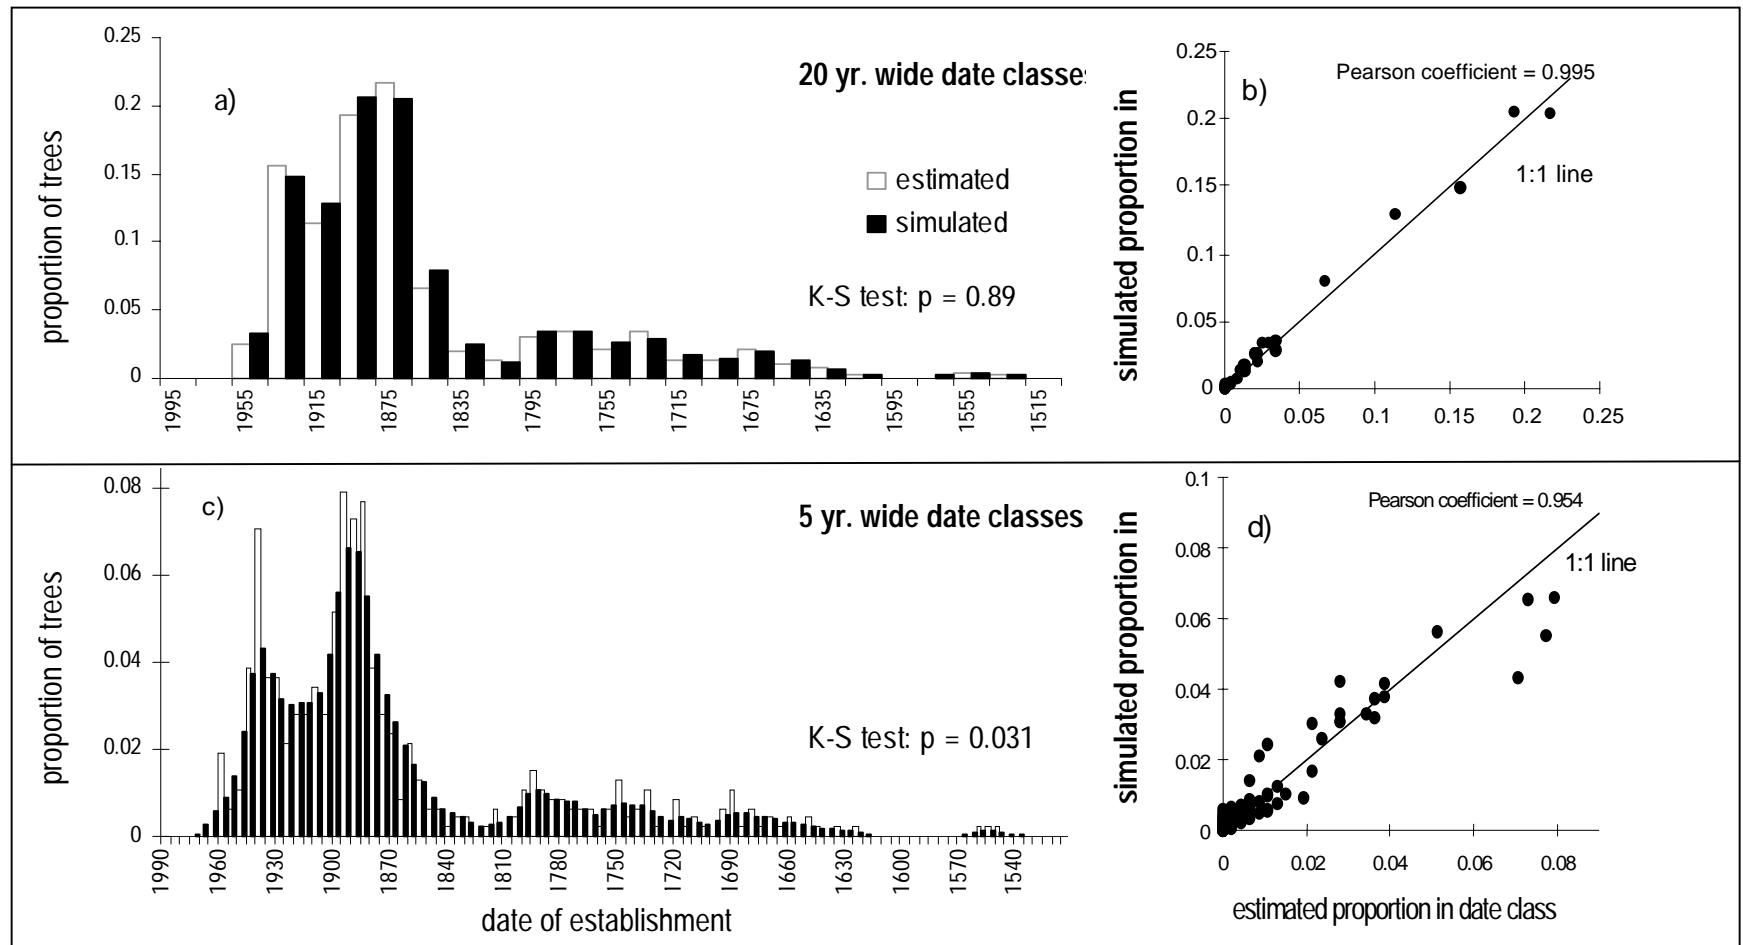 0.25
0.2
0.15
0.1
0.05
0
proportion of trees
a)
20 yr. wide date classes
estimated
simulated
K-S test: p = 0.89
1995 1955 1915 1875 1835 1795 1755 1715 1675 1635 1595 1555 1515
simulated proportion in
0.25
0.2
0.15
0.1
0.05
0
b)
Pearson coefficient = 0.995
1:1 line
0 0.05 0.1 0.15 0.2 0.25
proportion of trees
0.08
0.06
0.04
0.02
0
c)
5 yr. wide date classes
K-S test: p = 0.031
1990 1960 1930 1900 1870 1840 1810 1780 1750 1720 1690 1660 1630 1600 1570 1540
date of establishment
simulated proportion in
0.1
0.08
0.06
0.04
0.02
0
d)
Pearson coefficient = 0.954
1:1 line
0 0.02 0.04 0.06 0.08
estimated proportion in date class